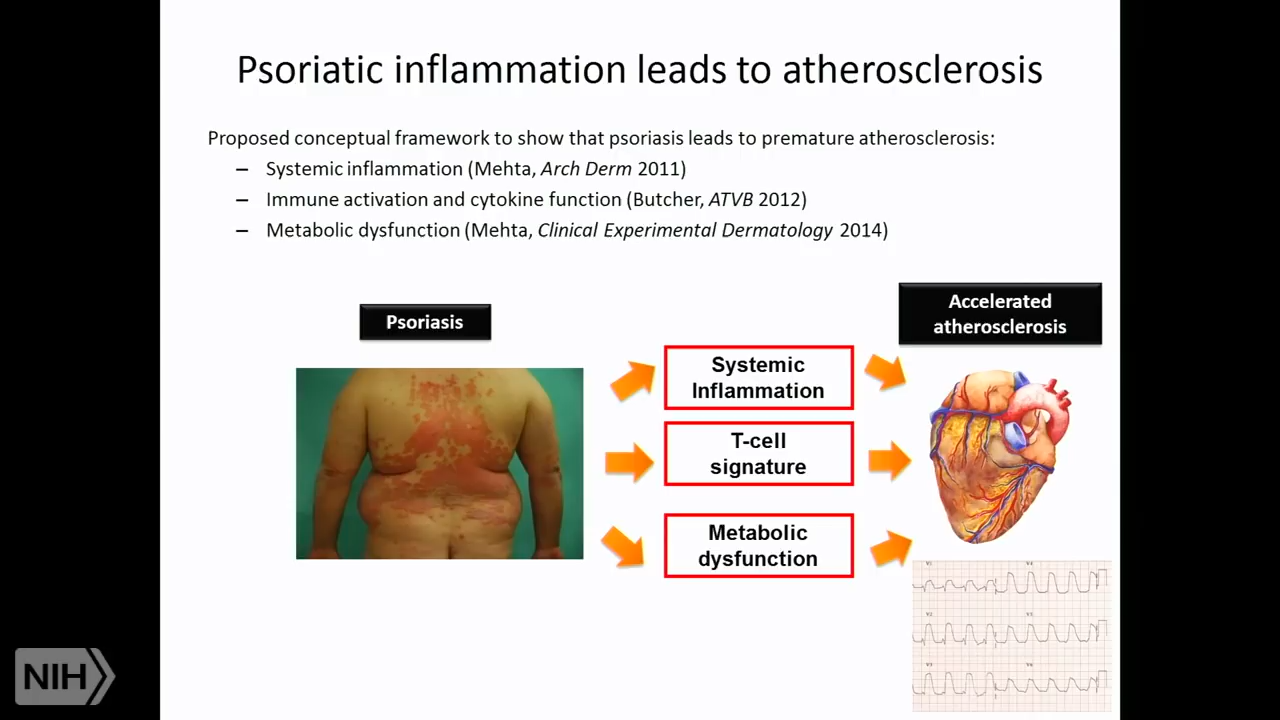 Psoriatic inflammation leads to atherosclerosis
Proposed conceptual framework to show that psoriasis leads to premature atherosclerosis:
– Systemic inflammation (Mehta, Arch Derm 2011)
– Immune activation and cytokine function (Butcher, ATVB 2012)
– Metabolic dysfunction (Mehta, Clinical Experimental Dermatology 2014)
Psoriasis
Accelerated
atherosclerosis
Systemic
Inflammation
T-cell
signature
Metabolic
dysfunction
V1
V2
NIH